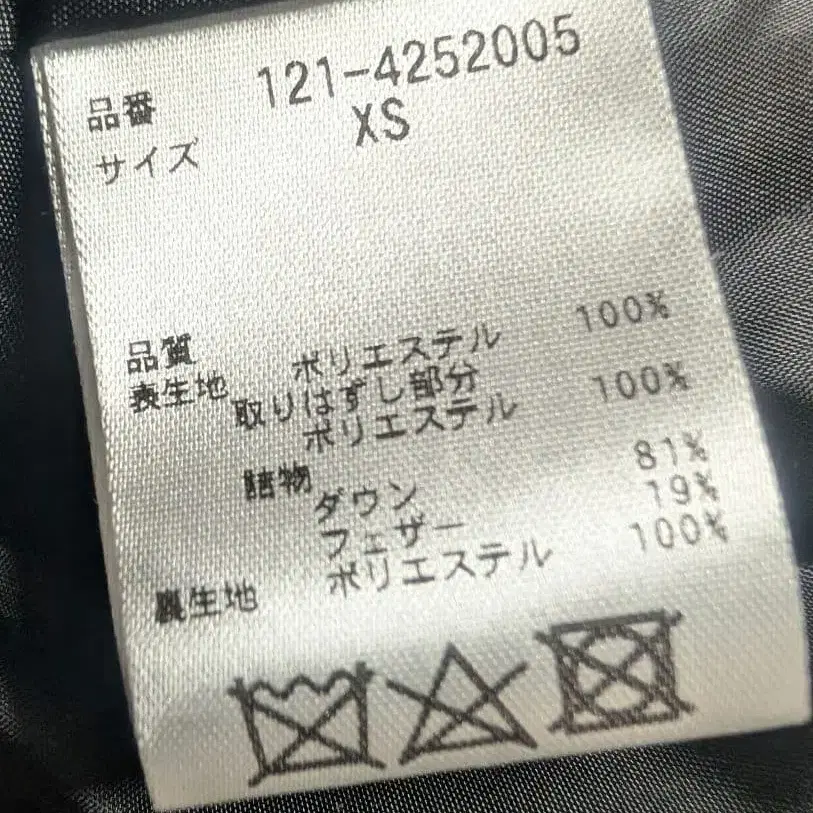 品番 121-4252005
サイズ XS
品質
表生地 ポリエステル 100%
取りはずし部分
ポリエステル 100%
詰物
ダウン 81%
フェザー 19%
裏生地 ポリエステル 100%